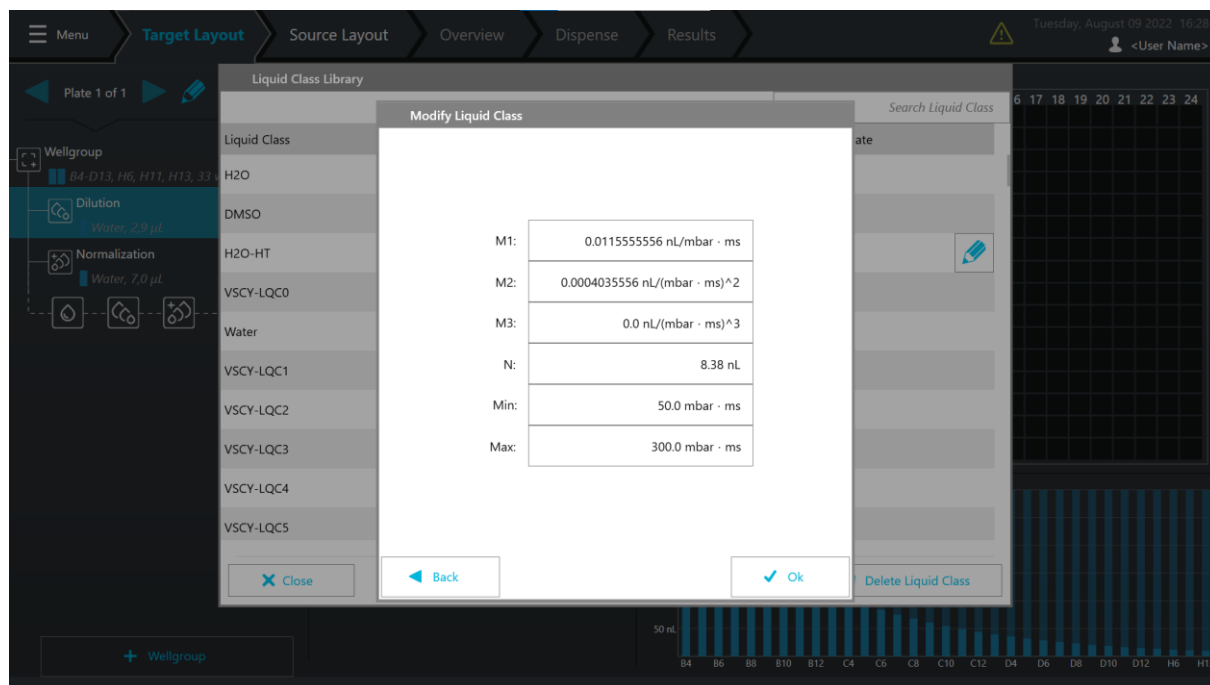 Menu
Target Layout
Source Layout
Overview
Dispense
Results
Tuesday, August 09 2022 16:28
<User Name>
Plate 1 of 1
Wellgroup
B4-D13, H6, H11, H13, 33 v
Dilution
Water, 2,9 µL
Normalization
Water, 7,0 µL
Wellgroup
Liquid Class Library
Search Liquid Class
Liquid Class
ate
H2O
DMSO
H2O-HT
VSCY-LQC0
Water
VSCY-LQC1
VSCY-LQC2
VSCY-LQC3
VSCY-LQC4
VSCY-LQC5
Close
Delete Liquid Class
Modify Liquid Class
M1: 0.0115555556 nL/mbar · ms
M2: 0.0004035556 nL/(mbar · ms)^2
M3: 0.0 nL/(mbar · ms)^3
N: 8.38 nL
Min: 50.0 mbar · ms
Max: 300.0 mbar · ms
Back
Ok
6 17 18 19 20 21 22 23 24
50 nL
B4 B6 B8 B10 B12 C4 C6 C8 C10 C12 D4 D6 D8 D10 D12 H6 H1